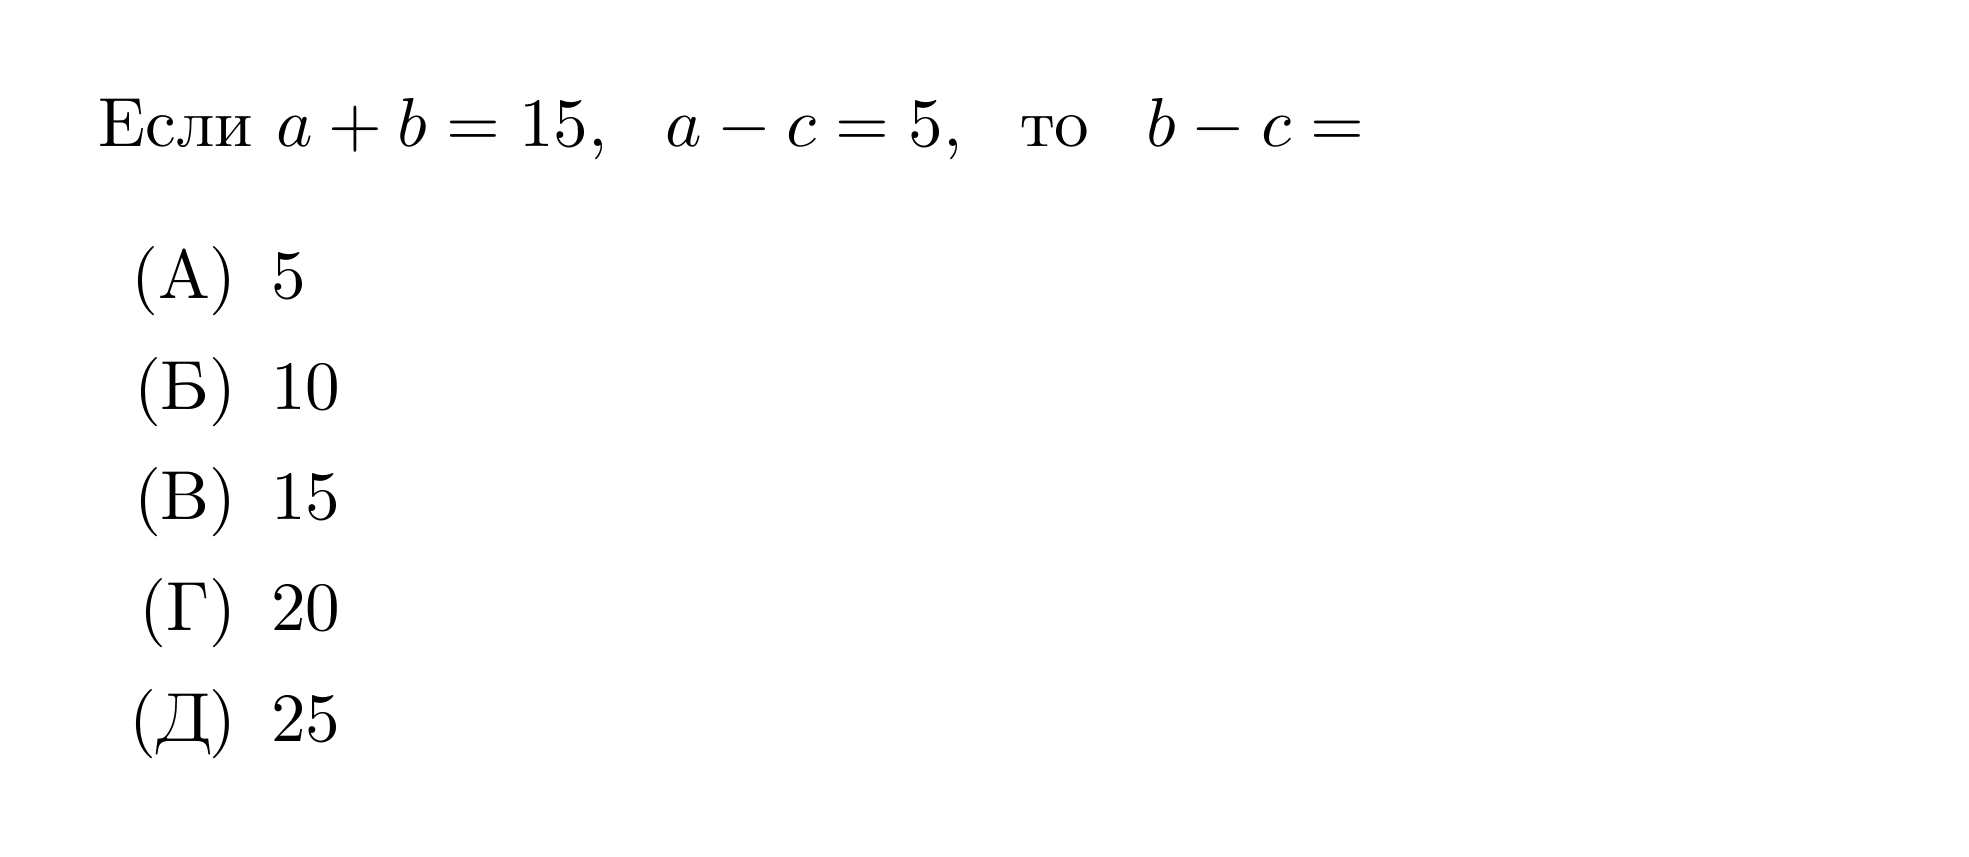 Если a + b = 15, a − c = 5, то b − c =
(А) 5
(Б) 10
(В) 15
(Г) 20
(Д) 25